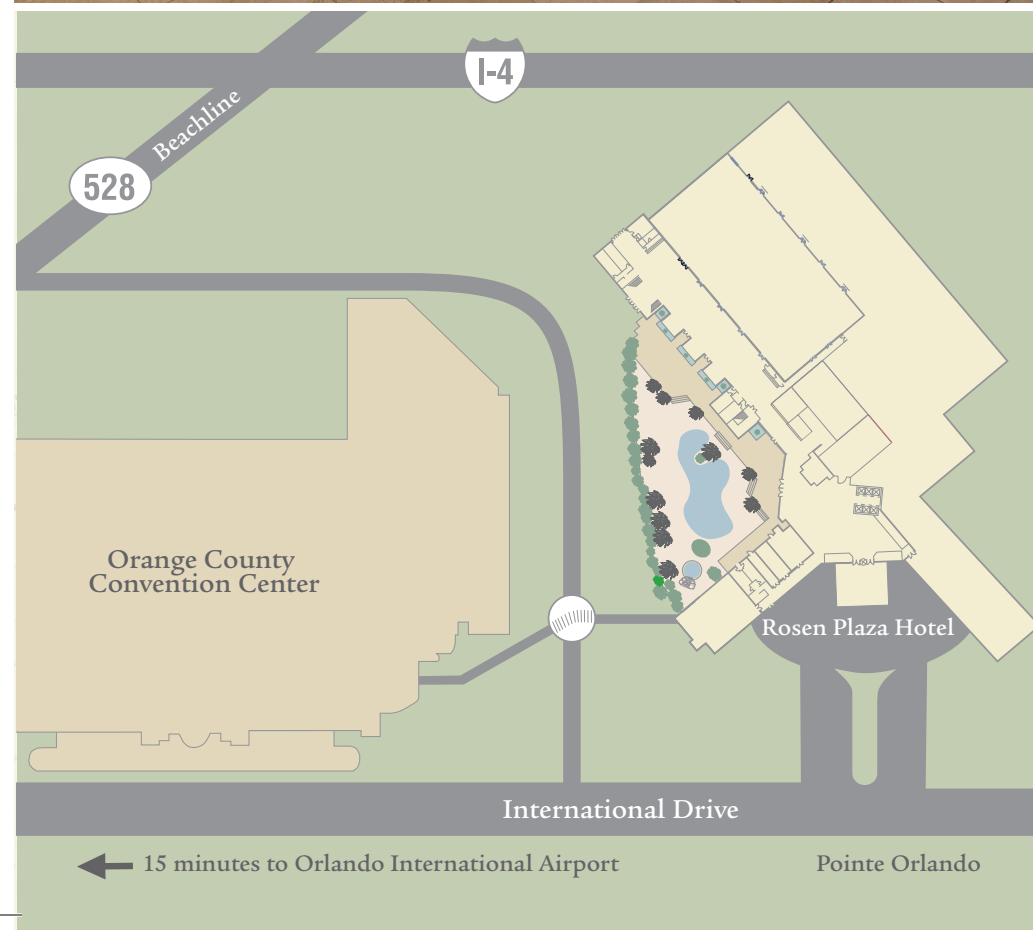 I-4
Beachline
528
Orange County
Convention Center
Rosen Plaza Hotel
International Drive
15 minutes to Orlando International Airport
Pointe Orlando